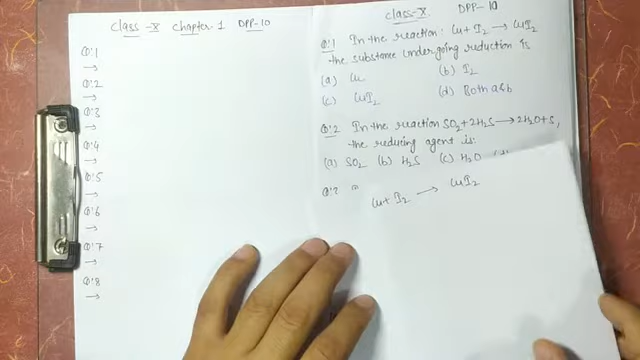 Class -X Chapter-1 DPP-10
Q:1
→
Q:2
→
Q:3
→
Q:4
→
Q:5
→
Q:6
→
Q:7
→
Q:8
→
Class-X. DPP-10
Q:1 In the reaction: Cu + I₂ → CuI₂
the substance undergoing reduction is
(a) Cu (b) I₂
(c) CuI₂ (d) Both a&b
Q:2 In the reaction SO₂+2H₂S→2H₂O+S,
the reducing agent is:
(a) SO₂ (b) H₂S (c) H₂O
Cu+ I₂ → CuI₂